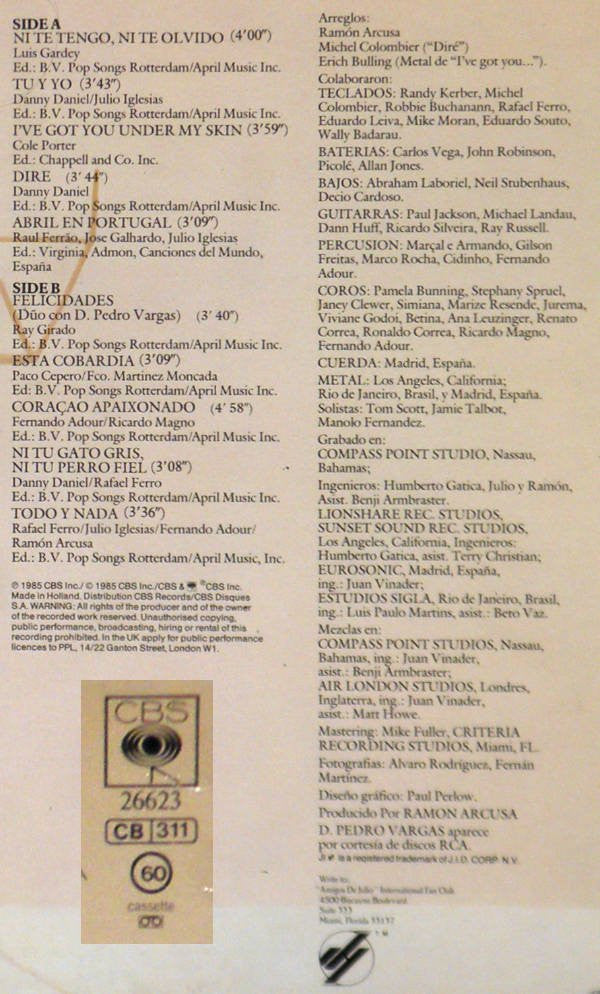 SIDE A
NI TE TENGO, NI TE OLVIDO (4'00")
Luis Gardey
Ed.: B.V. Pop Songs Rotterdam/April Music Inc.
TU Y YO (3'43")
Danny Daniel/Julio Iglesias
Ed.: B.V. Pop Songs Rotterdam/April Music Inc.
I'VE GOT YOU UNDER MY SKIN (3'59")
Cole Porter
Ed.: Chappell and Co. Inc.
DIRE (3'44")
Danny Daniel
Ed.: B.V. Pop Songs Rotterdam/April Music Inc.
ABRIL EN PORTUGAL (3'09")
Raul Ferrão, Jose Galhardo, Julio Iglesias
Ed.: Virginia, Admon, Canciones del Mundo,
España
SIDE B
FELICIDADES
(Dūo con D. Pedro Vargas) (3'40")
Ray Girado
Ed.: B.V. Pop Songs Rotterdam/April Music Inc.
ESTA COBARDIA (3'09")
Paco Cepero/Fco. Martinez Moncada
Ed: B.V. Pop Songs Rotterdam/April Music Inc.
CORAÇAO APAIXONADO (4'58")
Fernando Adour/Ricardo Magno
Ed.: B.V. Pop Songs Rotterdam/April Music Inc.
NI TU GATO GRIS,
NI TU PERRO FIEL (3'08")
Danny Daniel/Rafael Ferro
Ed.: B.V. Pop Songs Rotterdam/April Music Inc.
TODO Y NADA (3'36")
Rafael Ferro/Julio Iglesias/Fernando Adour/
Ramón Arcusa
Ed.: B.V. Pop Songs Rotterdam/April Music, Inc.
℗ 1985 CBS Inc./ © 1985 CBS Inc./CBS & ®CBS Inc.
Made in Holland. Distribution CBS Records/CBS Disques
S.A. WARNING: All rights of the producer and of the owner
of the recorded work reserved. Unauthorised copying,
public performance, broadcasting, hiring or rental of this
recording prohibited. In the UK apply for public performance
licences to PPL, 14/22 Ganton Street, London W1.
CBS
26623
CB 311
60
cassette
Arreglos:
Ramón Arcusa
Michel Colombier ("Diré")
Erich Bulling (Metal de "I've got you...").
Colaboraron:
TECLADOS: Randy Kerber, Michel
Colombier, Robbie Buchanann, Rafael Ferro,
Eduardo Leiva, Mike Moran, Eduardo Souto,
Wally Badarau.
BATERIAS: Carlos Vega, John Robinson,
Picolé, Allan Jones.
BAJOS: Abraham Laboriel, Neil Stubenhaus,
Decio Cardoso.
GUITARRAS: Paul Jackson, Michael Landau,
Dann Huff, Ricardo Silveira, Ray Russell.
PERCUSION: Marçal e Armando, Gilson
Freitas, Marco Rocha, Cidinho, Fernando
Adour.
COROS: Pamela Bunning, Stephany Spruel,
Janey Clewer, Simiana, Marize Resende, Jurema,
Viviane Godoi, Betina, Ana Leuzinger, Renato
Correa, Ronaldo Correa, Ricardo Magno,
Fernando Adour.
CUERDA: Madrid, España.
METAL: Los Angeles, California;
Rio de Janeiro, Brasil, y Madrid, España.
Solistas: Tom Scott, Jamie Talbot,
Manolo Fernandez.
Grabado en:
COMPASS POINT STUDIO, Nassau,
Bahamas;
Ingenieros: Humberto Gatica, Julio y Ramón,
Asist. Benji Armbraster.
LIONSHARE REC. STUDIOS,
SUNSET SOUND REC. STUDIOS,
Los Angeles, California, Ingenieros:
Humberto Gatica, asist. Terry Christian;
EUROSONIC, Madrid, España,
ing.: Juan Vinader;
ESTUDIOS SIGLA, Rio de Janeiro, Brasil,
ing.: Luis Paulo Martins, asist.: Beto Vaz.
Mezclas en:
COMPASS POINT STUDIOS, Nassau,
Bahamas, ing.: Juan Vinader,
asist.: Benji Armbraster;
AIR LONDON STUDIOS, Londres,
Inglaterra, ing.: Juan Vinader,
asist.: Matt Howe.
Mastering: Mike Fuller, CRITERIA
RECORDING STUDIOS, Miami, FL.
Fotografias: Alvaro Rodriguez, Fernán
Martinez.
Diseño gráfico: Paul Perlow.
Producido Por RAMON ARCUSA
D. PEDRO VARGAS aparece
por cortesía de discos RCA.
is a registered trademark of J.I.D. CORP. N.V.
Write to:
"Amigos De Julio" International Fan Club
4500 Biscayne Boulevard
Suite 333
Miami, Florida 33137